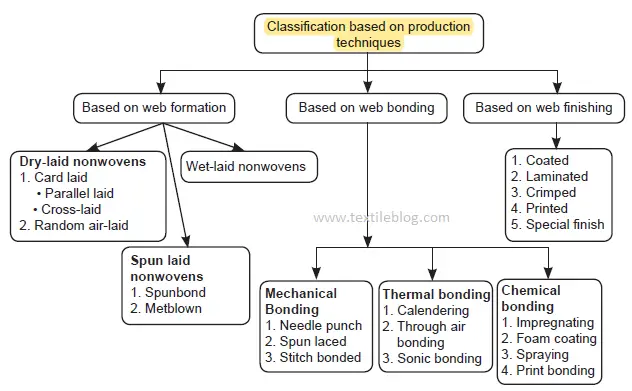 Classification based on production
techniques
Based on web formation
Based on web bonding
Based on web finishing
Dry-laid nonwovens
1. Card laid
• Parallel laid
• Cross-laid
2. Random air-laid
Wet-laid nonwovens
1. Coated
2. Laminated
3. Crimped
4. Printed
5. Special finish
www.textileblog.com
Spun laid
nonwovens
1. Spunbond
2. Metblown
Mechanical
Bonding
1. Needle punch
2. Spun laced
3. Stitch bonded
Thermal bonding
1. Calendering
2. Through air
bonding
3. Sonic bonding
Chemical
bonding
1. Impregnating
2. Foam coating
3. Spraying
4. Print bonding